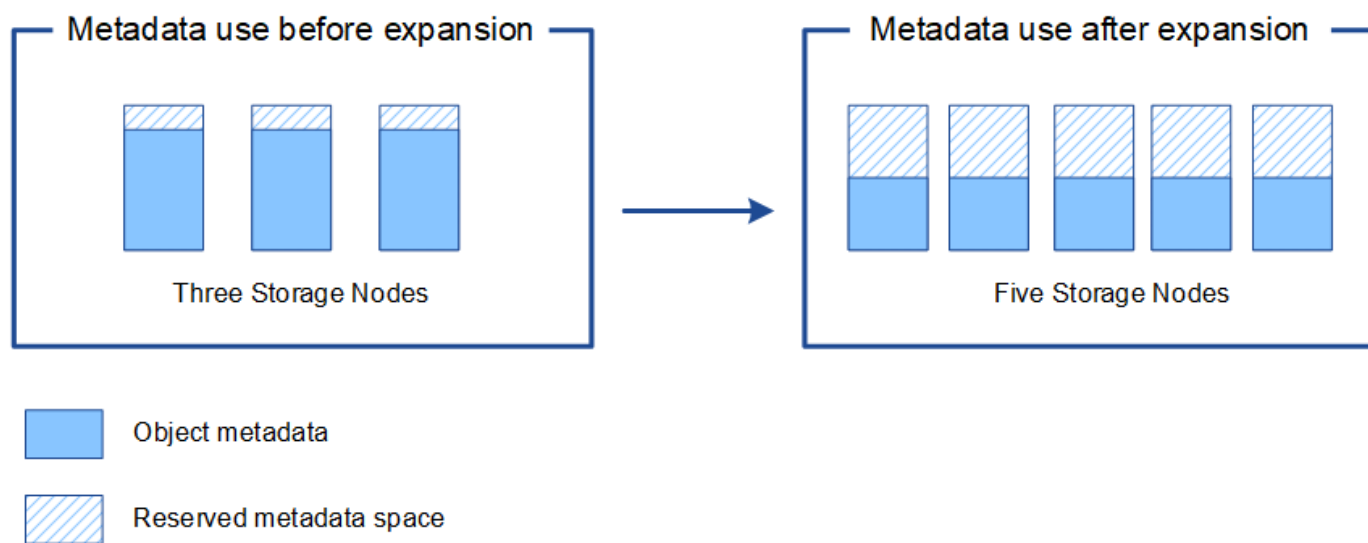 Metadata use before expansion
Metadata use after expansion
Three Storage Nodes
Five Storage Nodes
Object metadata
Reserved metadata space